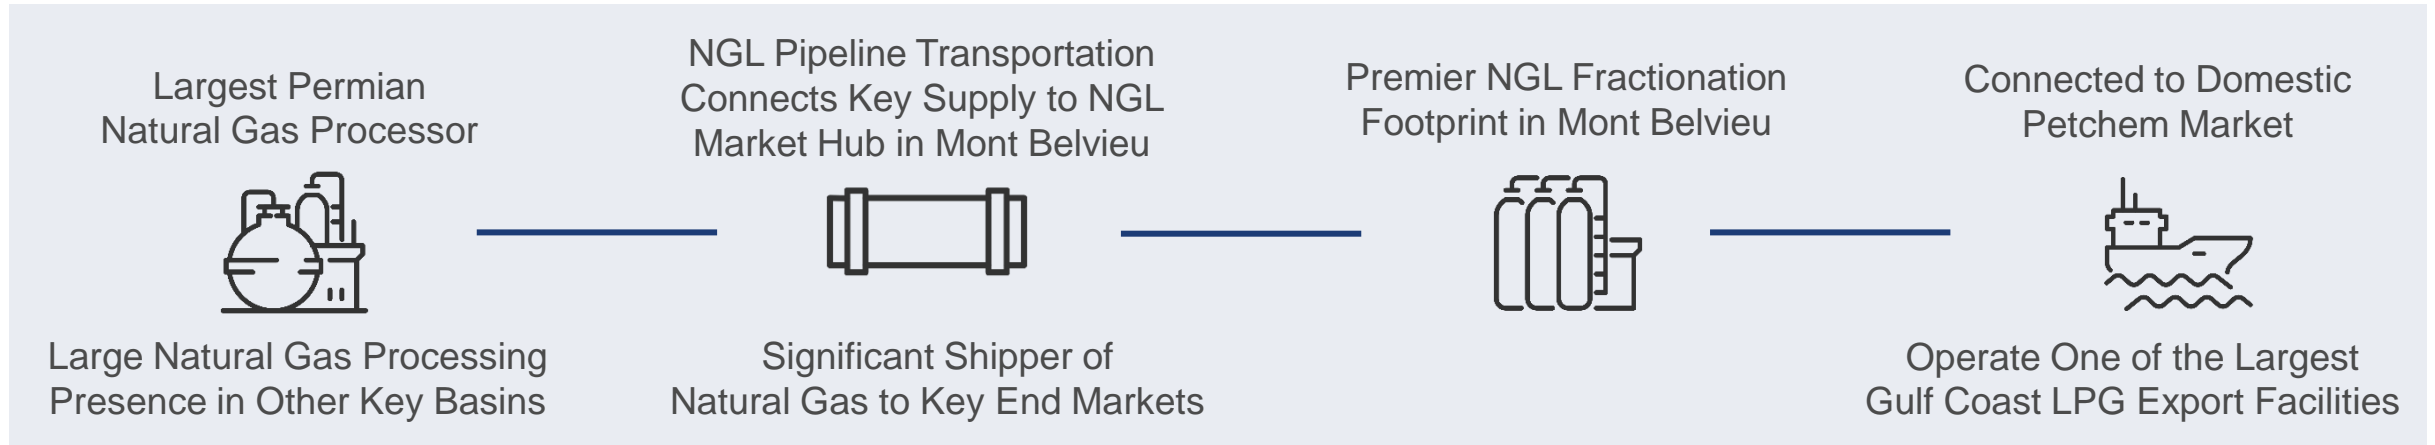 Largest Permian
Natural Gas Processor
Large Natural Gas Processing
Presence in Other Key Basins
NGL Pipeline Transportation
Connects Key Supply to NGL
Market Hub in Mont Belvieu
Significant Shipper of
Natural Gas to Key End Markets
Premier NGL Fractionation
Footprint in Mont Belvieu
Connected to Domestic
Petchem Market
Operate One of the Largest
Gulf Coast LPG Export Facilities